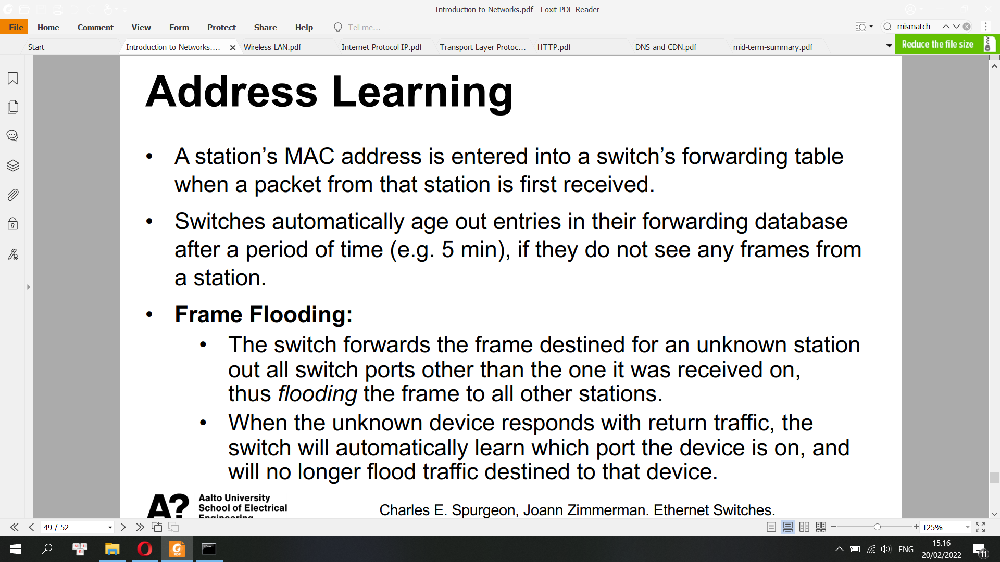 Introduction to Networks.pdf - Foxit PDF Reader
File Home Comment View Form Protect Share Help Tell me... mismatch
Start Introduction to Networks.... Wireless LAN.pdf Internet Protocol IP.pdf Transport Layer Protoc... HTTP.pdf DNS and CDN.pdf mid-term-summary.pdf Reduce the file size
Address Learning
• A station’s MAC address is entered into a switch’s forwarding table
when a packet from that station is first received.
• Switches automatically age out entries in their forwarding database
after a period of time (e.g. 5 min), if they do not see any frames from
a station.
• Frame Flooding:
• The switch forwards the frame destined for an unknown station
out all switch ports other than the one it was received on,
thus flooding the frame to all other stations.
• When the unknown device responds with return traffic, the
switch will automatically learn which port the device is on, and
will no longer flood traffic destined to that device.
A?
Aalto University
School of Electrical
Engineering
Charles E. Spurgeon, Joann Zimmerman. Ethernet Switches.
49 / 52
125%
ENG
15.16
20/02/2022
11